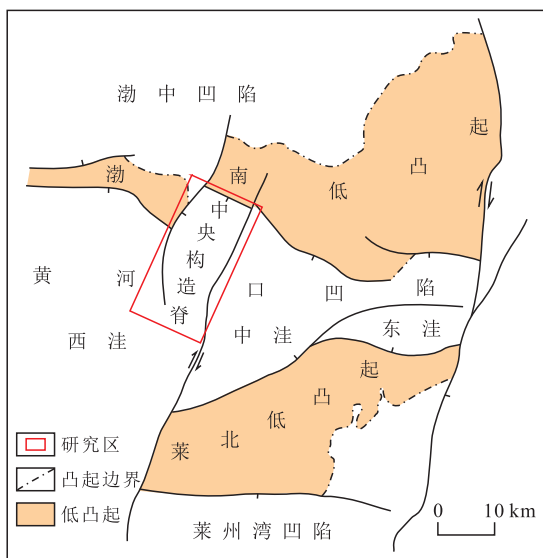 渤中凹陷
渤南低凸起
中央构造脊
黄河口凹陷
西洼
中洼
东洼
莱北低凸起
莱州湾凹陷
研究区
凸起边界
低凸起
0 10 km